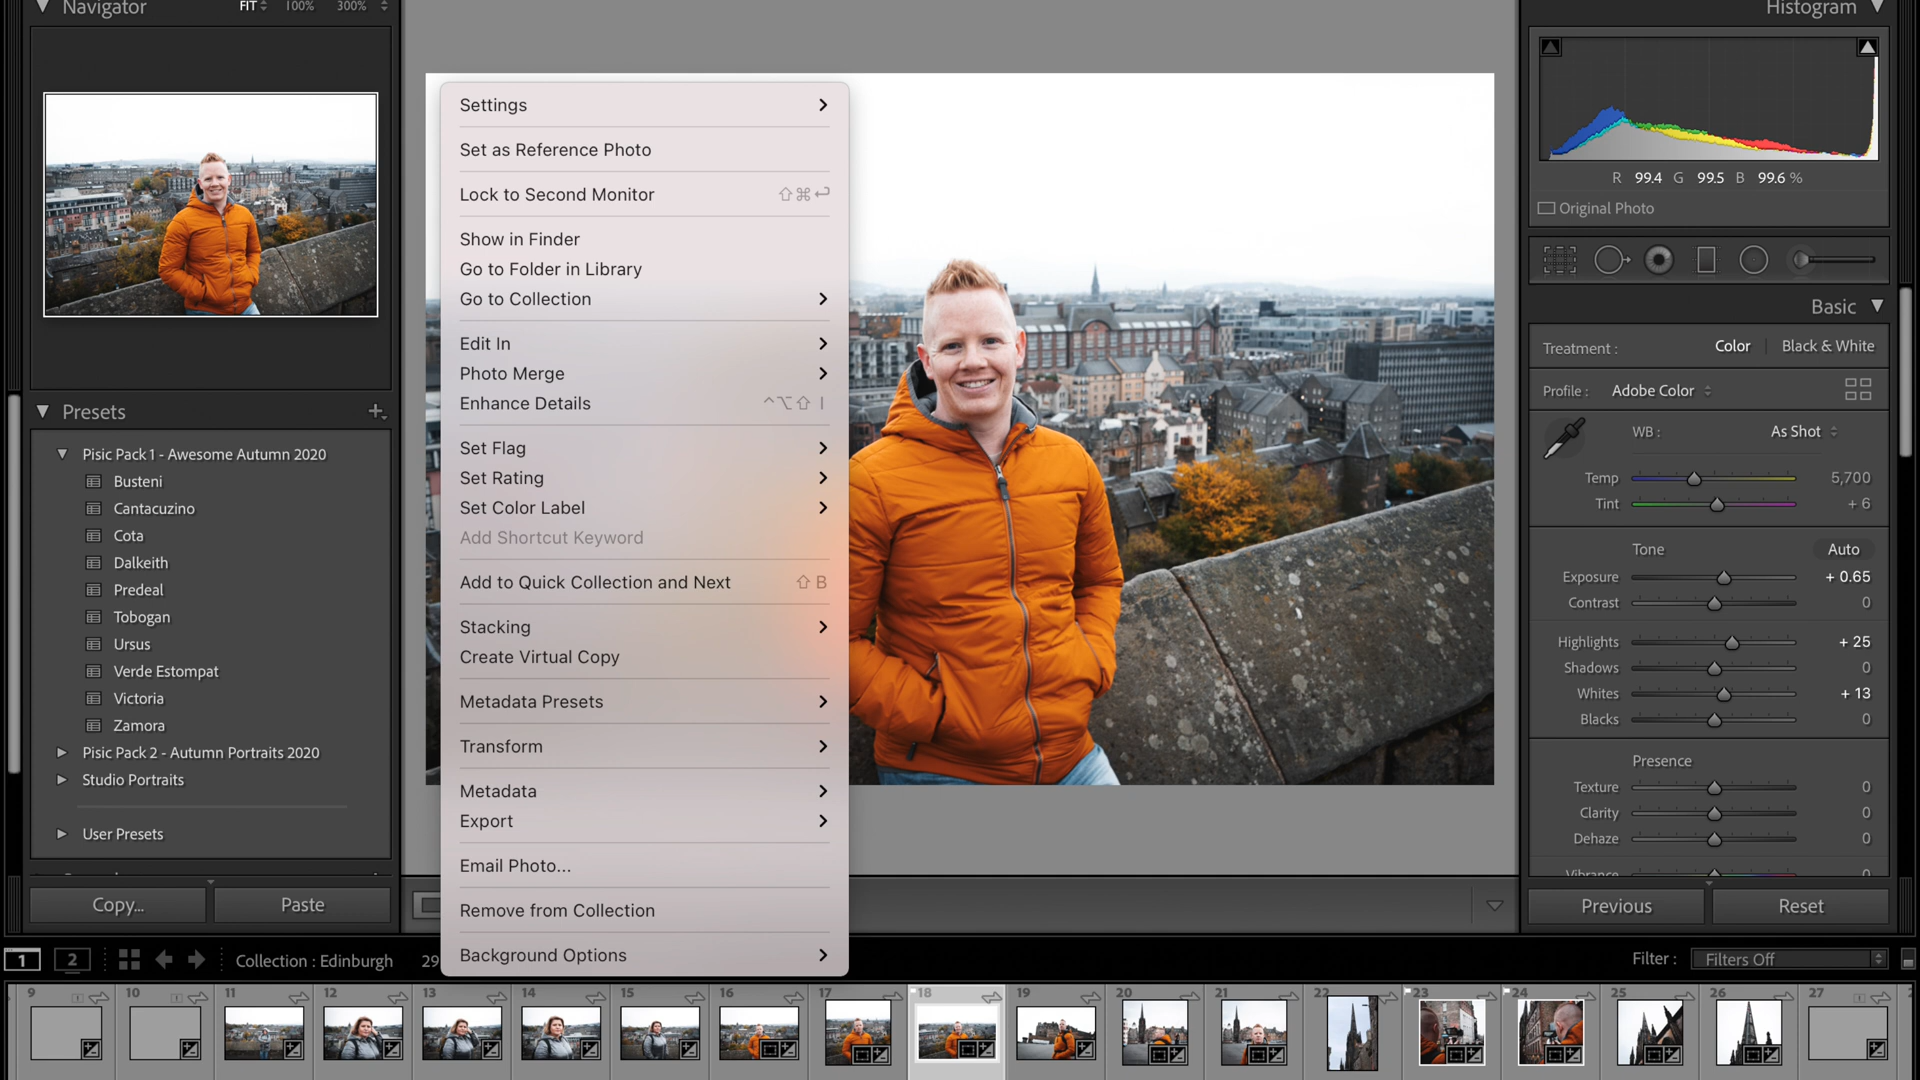 Navigator FIT 100% 300%
Presets
Pisic Pack 1 - Awesome Autumn 2020
Busteni
Cantacuzino
Cota
Dalkeith
Predeal
Tobogan
Ursus
Verde Estompat
Victoria
Zamora
Pisic Pack 2 - Autumn Portraits 2020
Studio Portraits
User Presets
Copy... Paste
Settings
Set as Reference Photo
Lock to Second Monitor ⇧⌘↩
Show in Finder
Go to Folder in Library
Go to Collection
Edit In
Photo Merge
Enhance Details ^⌥⇧ I
Set Flag
Set Rating
Set Color Label
Add Shortcut Keyword
Add to Quick Collection and Next ⇧ B
Stacking
Create Virtual Copy
Metadata Presets
Transform
Metadata
Export
Email Photo...
Remove from Collection
Background Options
Histogram
R 99.4 G 99.5 B 99.6 %
Original Photo
Basic
Treatment : Color Black & White
Profile : Adobe Color
WB : As Shot
Temp 5,700
Tint + 6
Tone Auto
Exposure + 0.65
Contrast 0
Highlights + 25
Shadows 0
Whites + 13
Blacks 0
Presence
Texture 0
Clarity 0
Dehaze 0
Vibrance 0
Previous Reset
1 2 Collection : Edinburgh 29 Filter : Filters Off
9 10 11 12 13 14 15 16 17 18 19 20 21 22 23 24 25 26 27